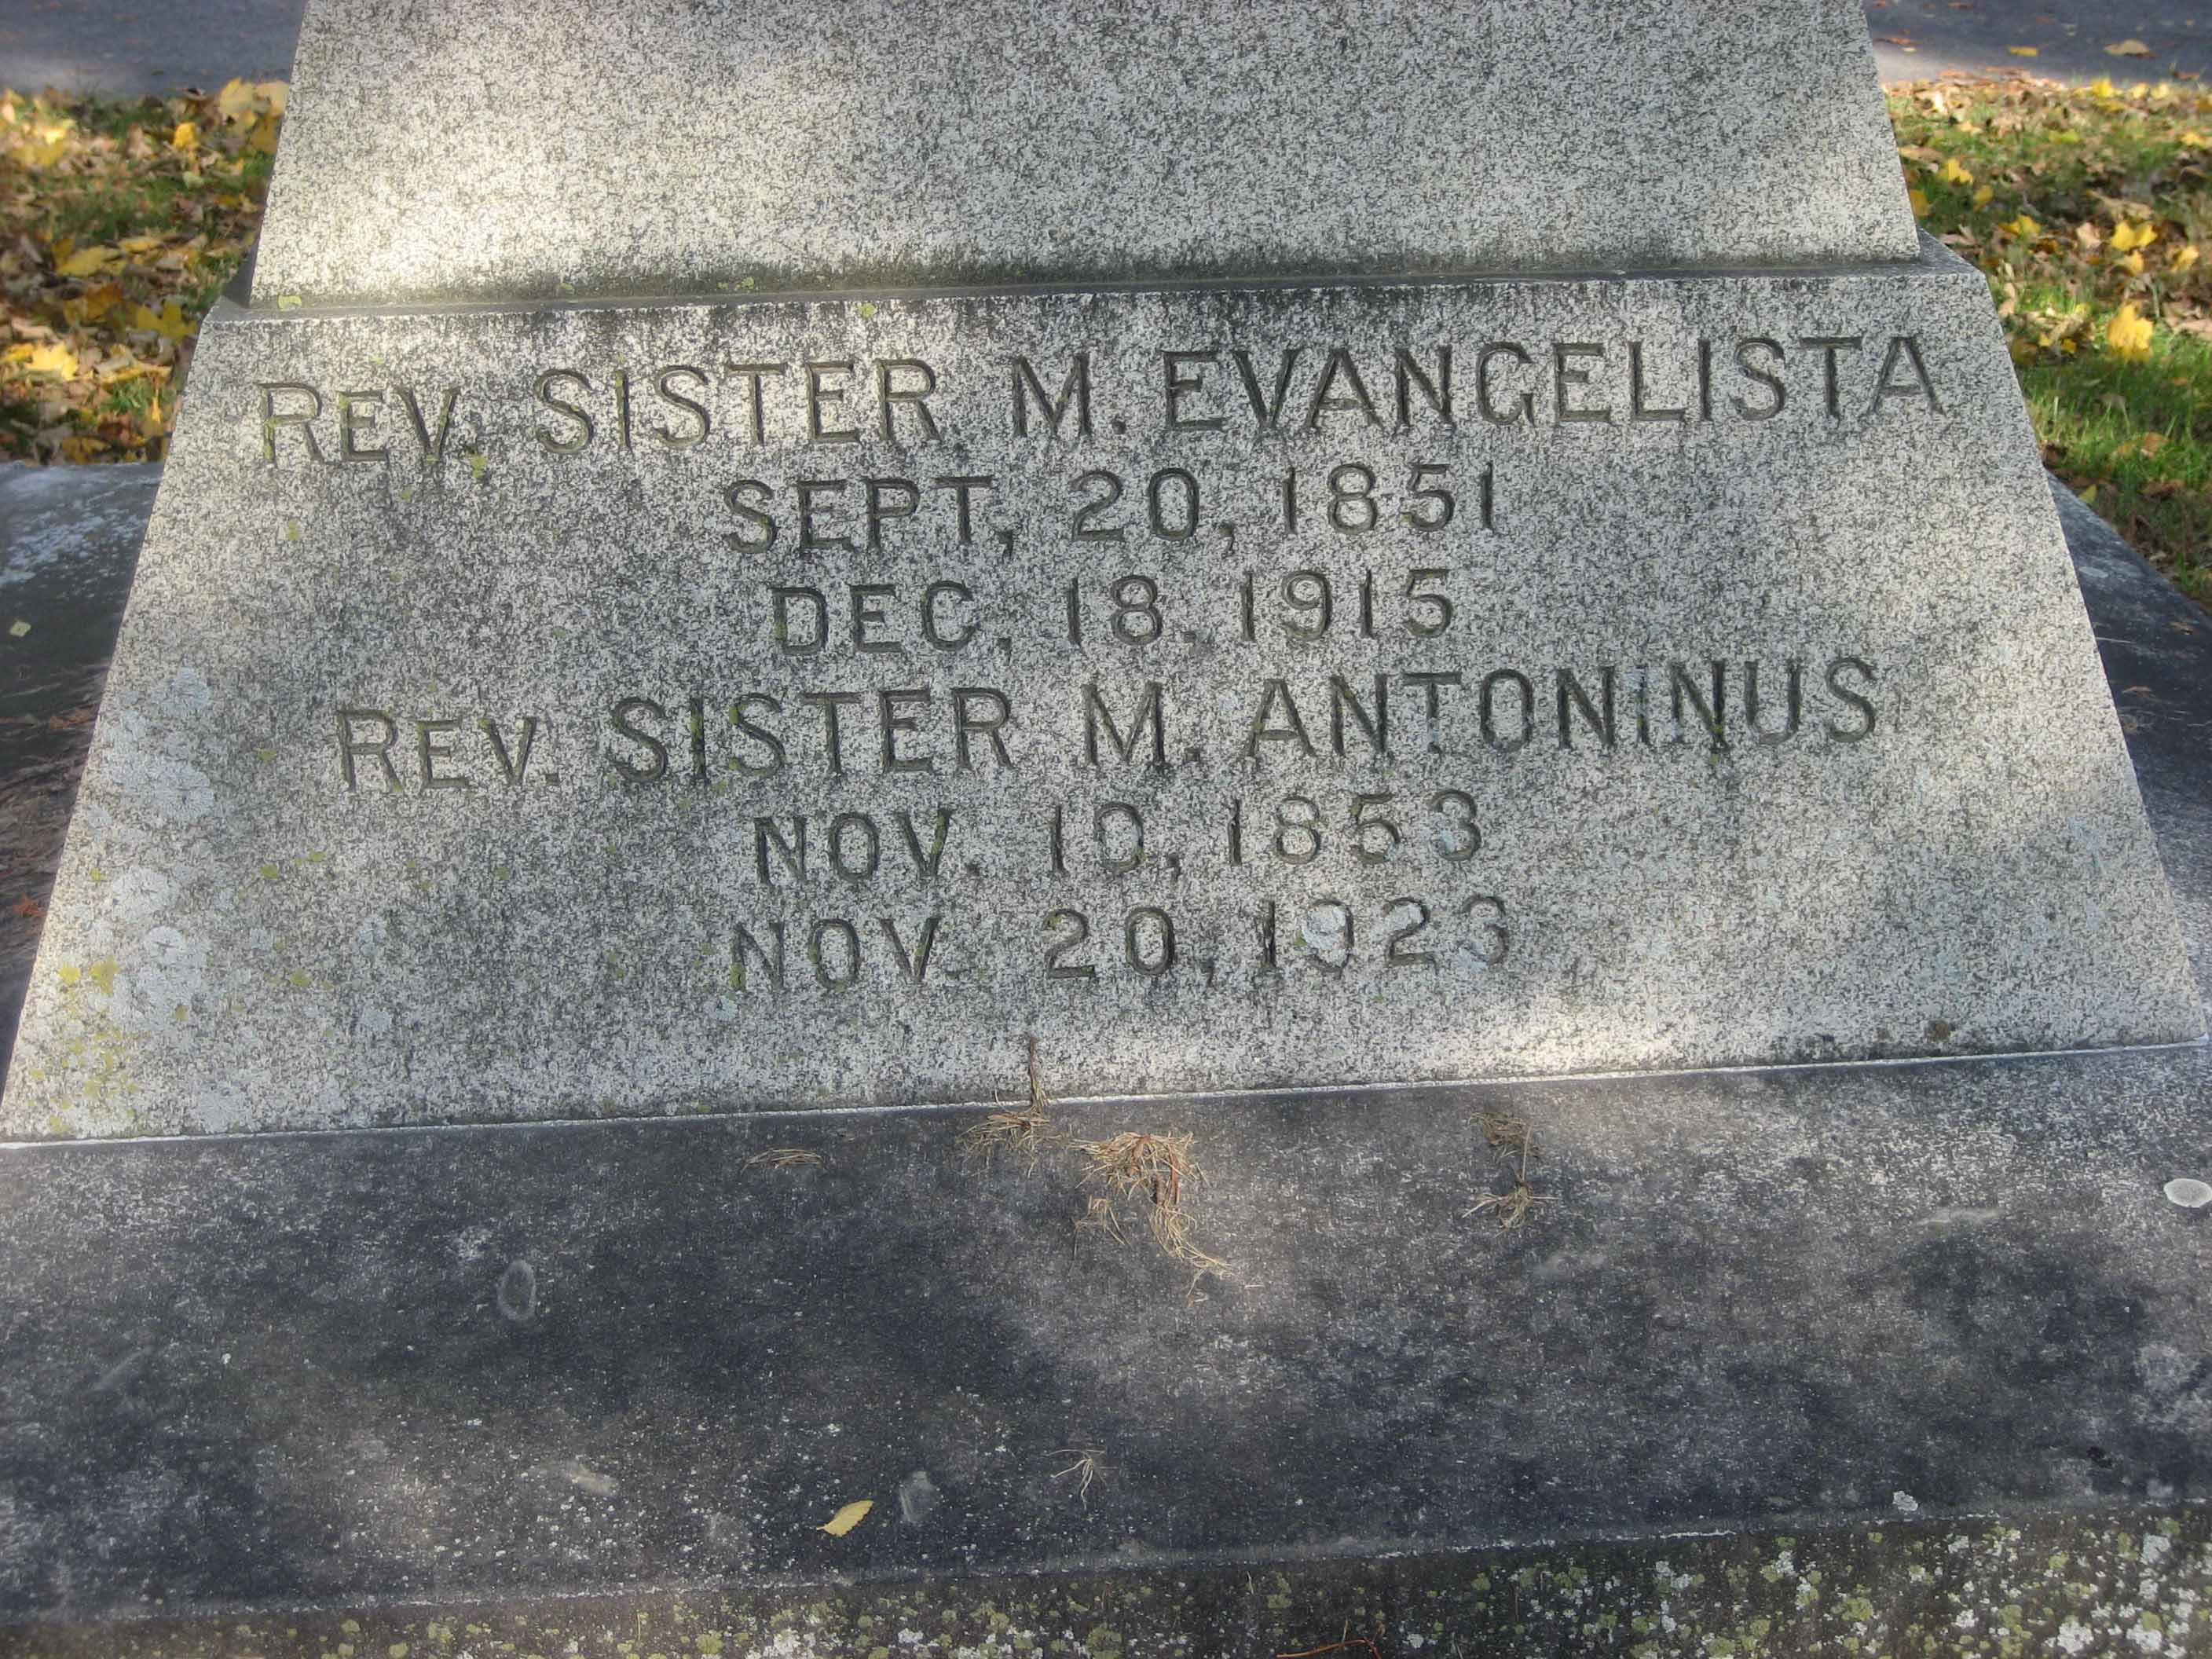 REV. SISTER M. EVANGELISTA
SEPT, 20, 1851
DEC, 18, 1915
REV. SISTER M. ANTONINUS
NOV. 10, 1853
NOV. 20, 1923